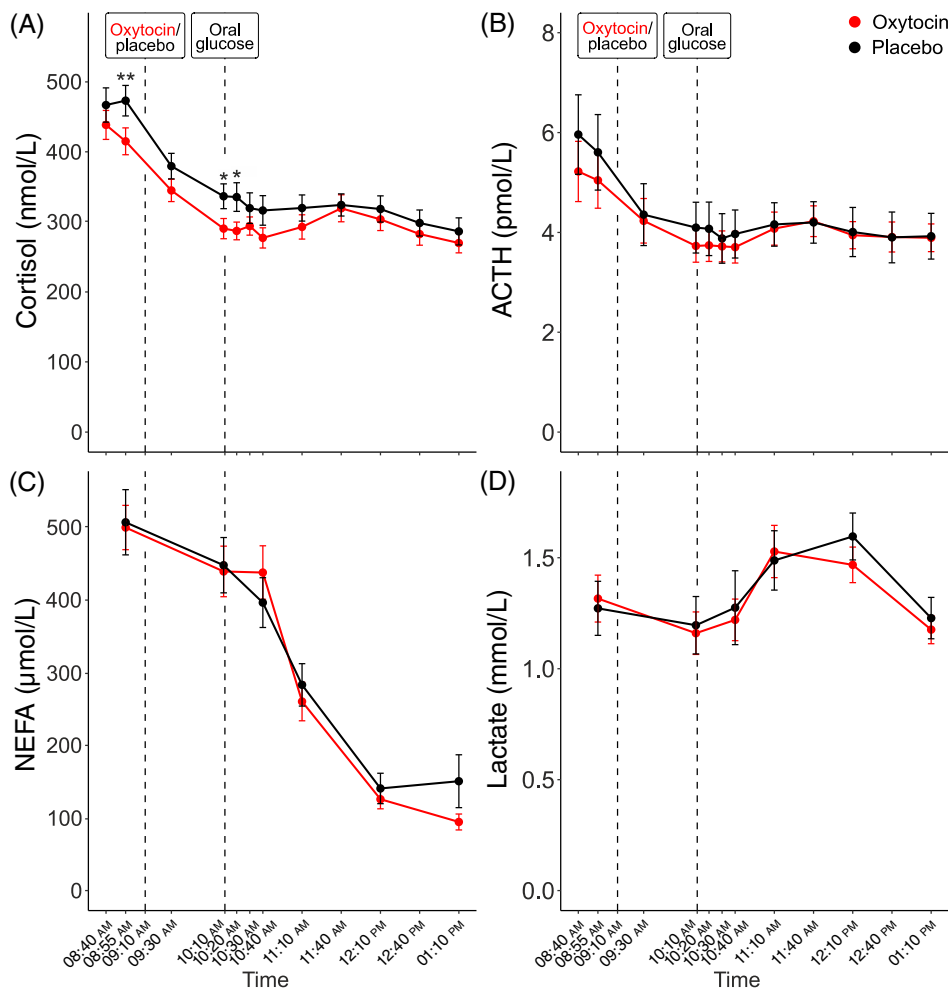 (A)
Oxytocin/
placebo
Oral
glucose
**
*
*
500
400
300
200
100
0
Cortisol (nmol/L)
(B)
Oxytocin/
placebo
Oral
glucose
Oxytocin
Placebo
8
6
4
2
0
ACTH (pmol/L)
(C)
500
400
300
200
100
0
NEFA (µmol/L)
08:40 AM
08:55 AM
09:10 AM
09:30 AM
10:10 AM
10:20 AM
10:30 AM
10:40 AM
11:10 AM
11:40 AM
12:10 PM
12:40 PM
01:10 PM
Time
(D)
1.5
1.0
0.5
0.0
Lactate (mmol/L)
08:40 AM
08:55 AM
09:10 AM
09:30 AM
10:10 AM
10:20 AM
10:30 AM
10:40 AM
11:10 AM
11:40 AM
12:10 PM
12:40 PM
01:10 PM
Time